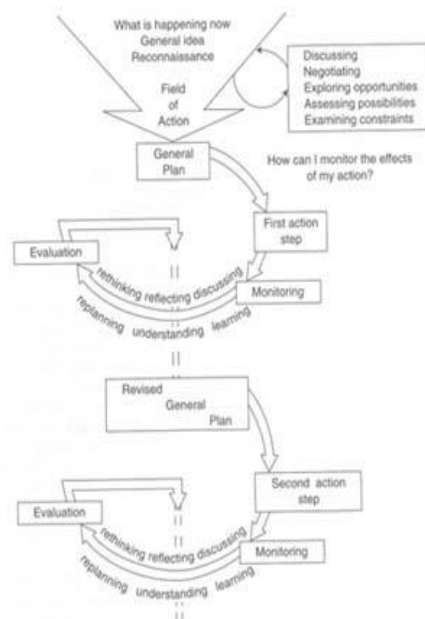 What is happening now
General idea
Reconnaissance
Field
of
Action
Discussing
Negotiating
Exploring opportunities
Assessing possibilities
Examining constraints
General
Plan
How can I monitor the effects
of my action?
First action
step
Evaluation
rethinking reflecting discussing
Monitoring
replanning understanding learning
Revised
General
Plan
Second action
step
Evaluation
rethinking reflecting discussing
Monitoring
replanning understanding learning